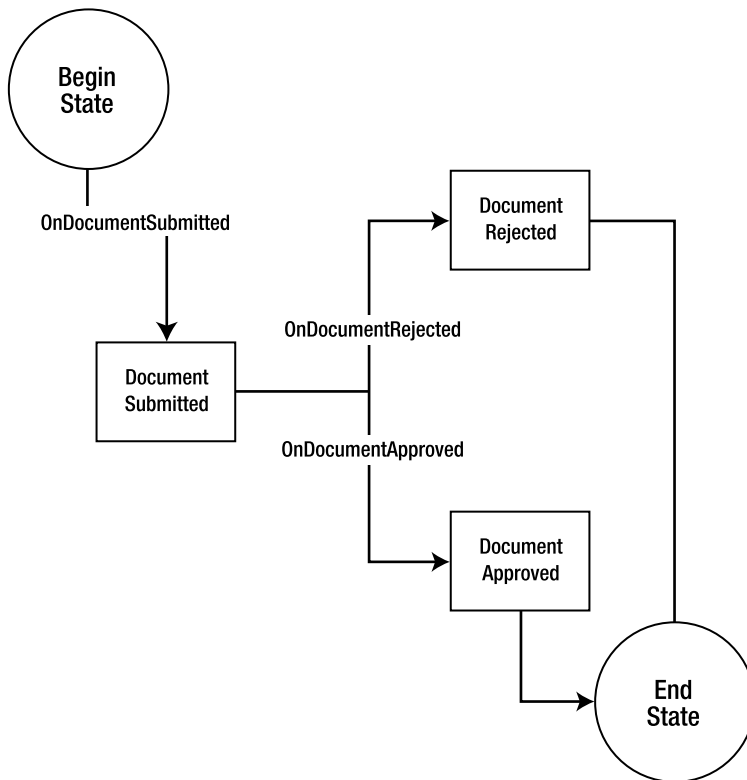 Begin
State
OnDocumentSubmitted
Document
Rejected
OnDocumentRejected
Document
Submitted
OnDocumentApproved
Document
Approved
End
State